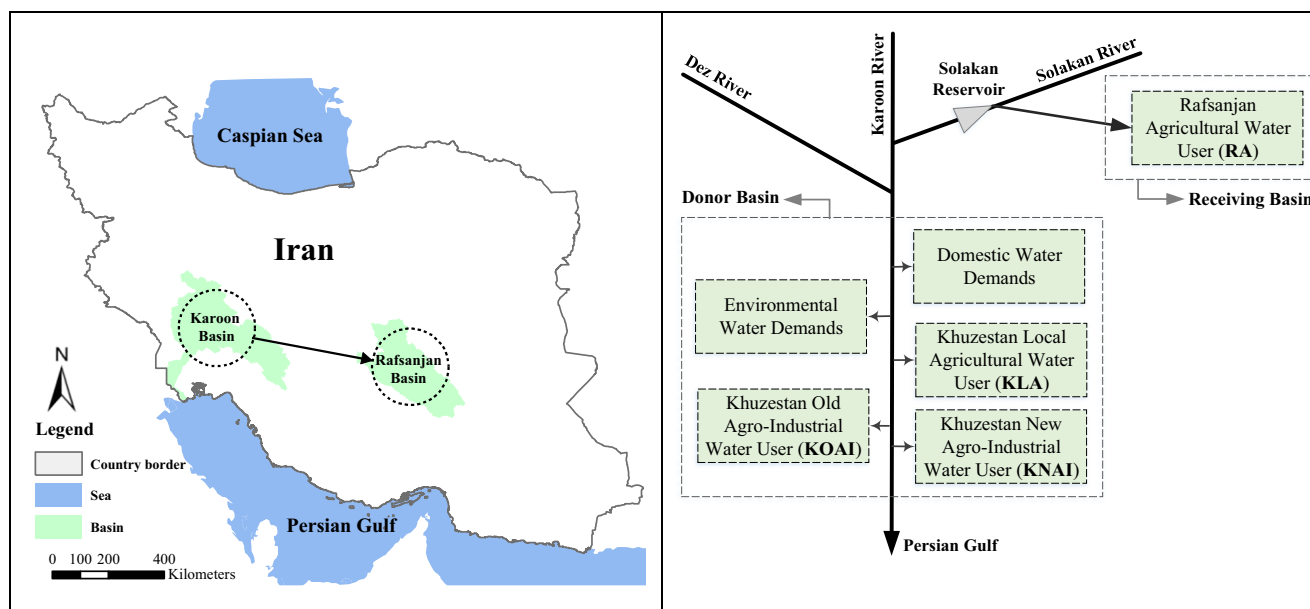 Caspian Sea
Iran
Karoon
Basin
Rafsanjan
Basin
N
Legend
Country border
Sea
Basin
Persian Gulf
0 100 200 400
Kilometers
Dez River
Karoon River
Solakan
Reservoir
Solakan River
Rafsanjan
Agricultural Water
User (RA)
Donor Basin
Receiving Basin
Domestic Water
Demands
Environmental
Water Demands
Khuzestan Local
Agricultural Water
User (KLA)
Khuzestan Old
Agro-Industrial
Water User (KOAI)
Khuzestan New
Agro-Industrial
Water User (KNAI)
Persian Gulf